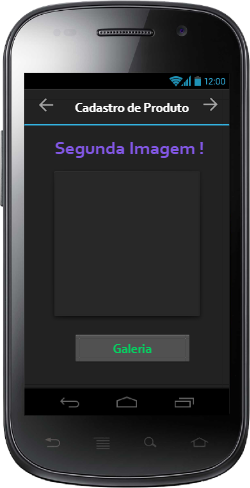 12:00
Cadastro de Produto
Segunda Imagem !
Galeria